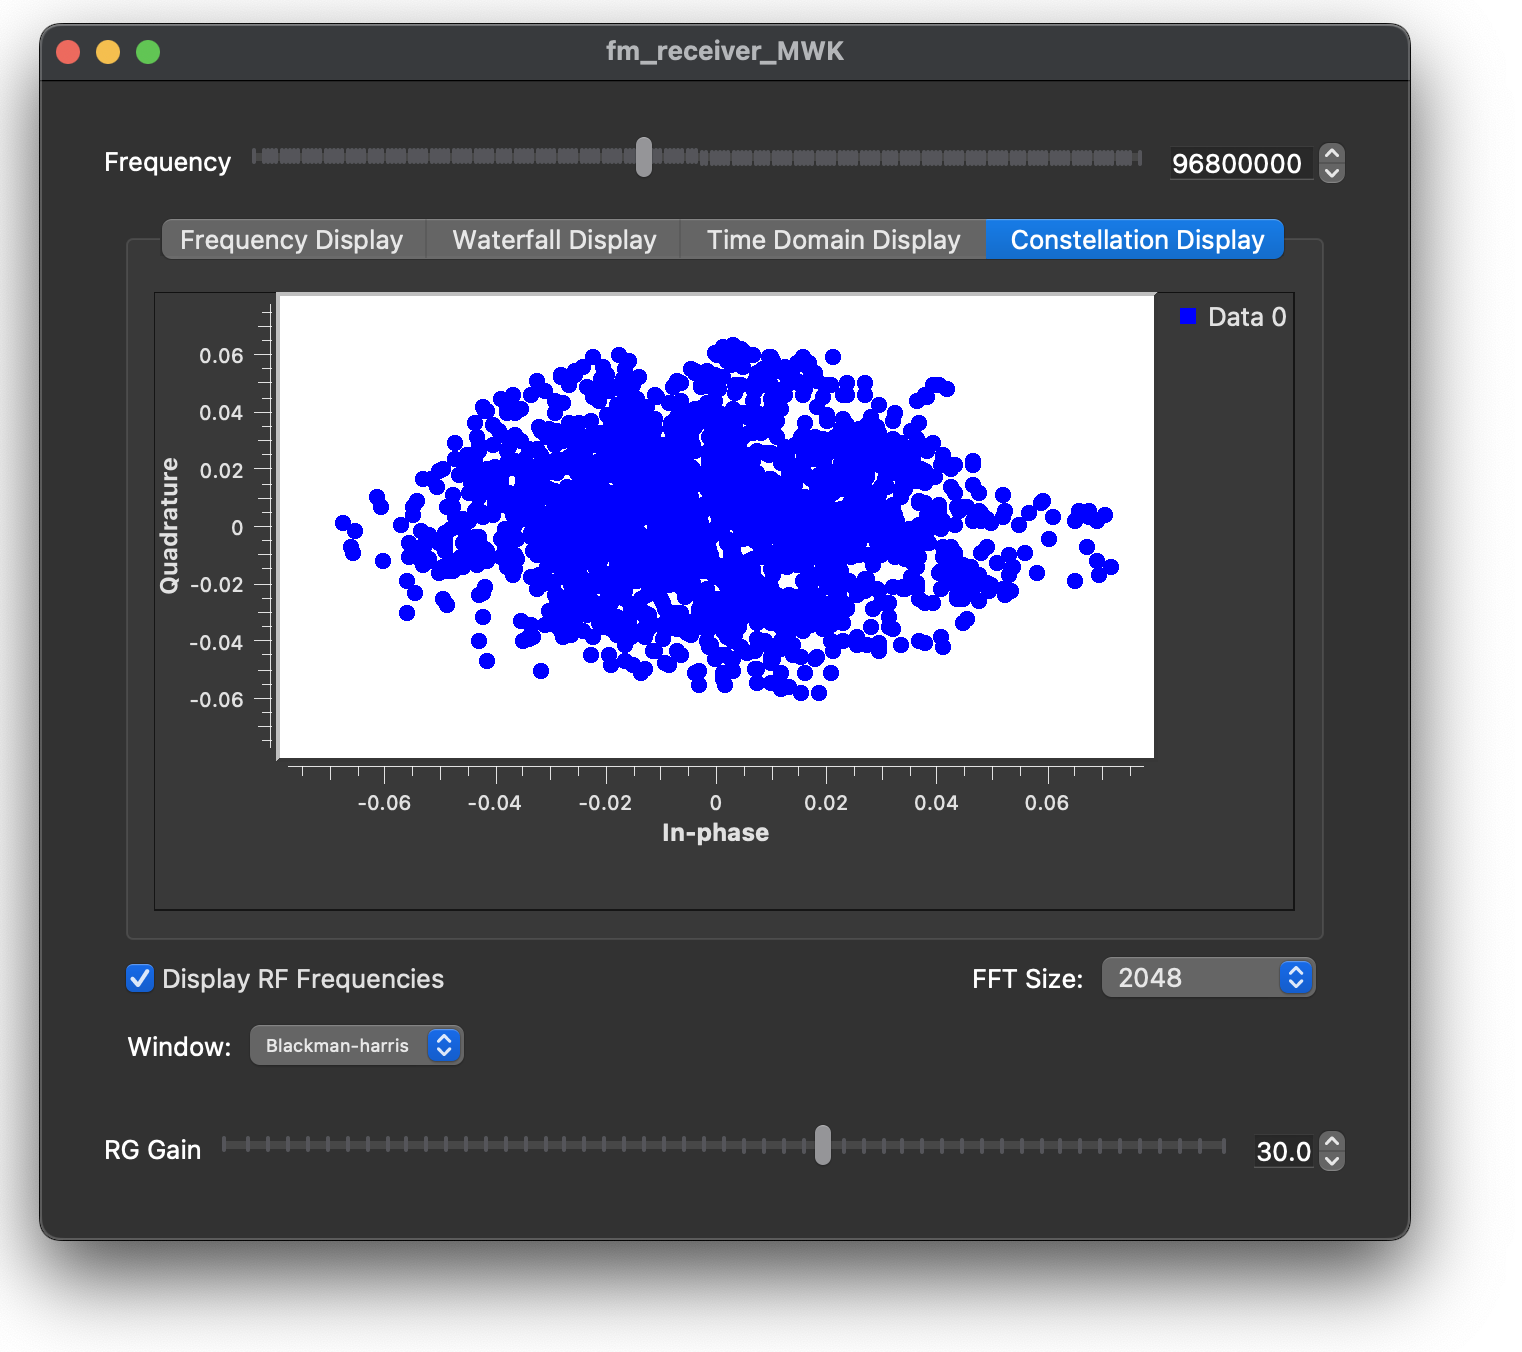 fm_receiver_MWK
Frequency 96800000
Frequency Display Waterfall Display Time Domain Display Constellation Display
Data 0
0.06
0.04
0.02
0
-0.02
-0.04
-0.06
Quadrature
-0.06 -0.04 -0.02 0 0.02 0.04 0.06
In-phase
Display RF Frequencies FFT Size: 2048
Window: Blackman-harris
RG Gain 30.0